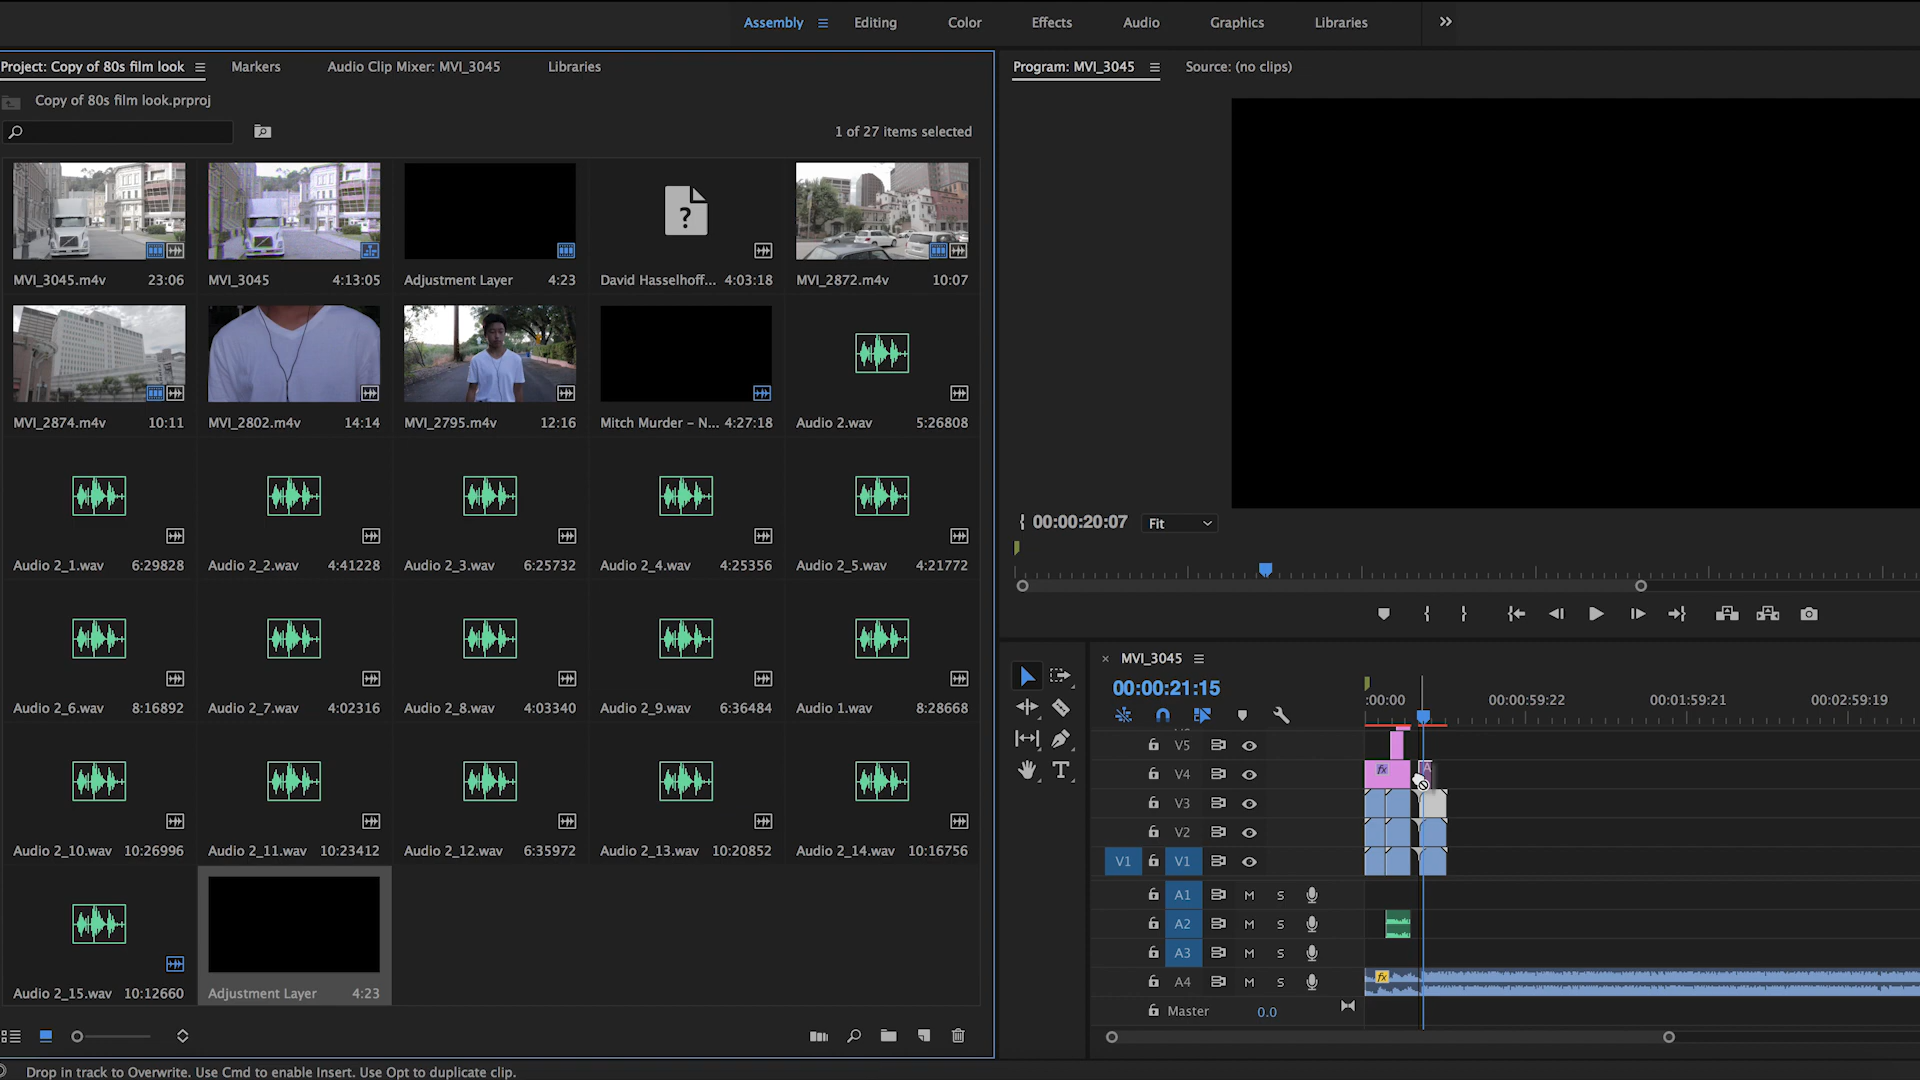 Assembly Editing Color Effects Audio Graphics Libraries
Project: Copy of 80s film look Markers Audio Clip Mixer: MVI_3045 Libraries
Copy of 80s film look.prproj
1 of 27 items selected
MVI_3045.m4v 23:06 MVI_3045 4:13:05 Adjustment Layer 4:23 David Hasselhoff... 4:03:18 MVI_2872.m4v 10:07
MVI_2874.m4v 10:11 MVI_2802.m4v 14:14 MVI_2795.m4v 12:16 Mitch Murder – N... 4:27:18 Audio 2.wav 5:26808
Audio 2_1.wav 6:29828 Audio 2_2.wav 4:41228 Audio 2_3.wav 6:25732 Audio 2_4.wav 4:25356 Audio 2_5.wav 4:21772
Audio 2_6.wav 8:16892 Audio 2_7.wav 4:02316 Audio 2_8.wav 4:03340 Audio 2_9.wav 6:36484 Audio 1.wav 8:28668
Audio 2_10.wav 10:26996 Audio 2_11.wav 10:23412 Audio 2_12.wav 6:35972 Audio 2_13.wav 10:20852 Audio 2_14.wav 10:16756
Audio 2_15.wav 10:12660 Adjustment Layer 4:23
Drop in track to Overwrite. Use Cmd to enable Insert. Use Opt to duplicate clip.
Program: MVI_3045 Source: (no clips)
00:00:20:07 Fit
MVI_3045
00:00:21:15 :00:00 00:00:59:22 00:01:59:21 00:02:59:19
V5
V4 fx A
V3
V2
V1 V1
A1 M S
A2 M S
A3 M S
A4 M S fx
Master 0.0